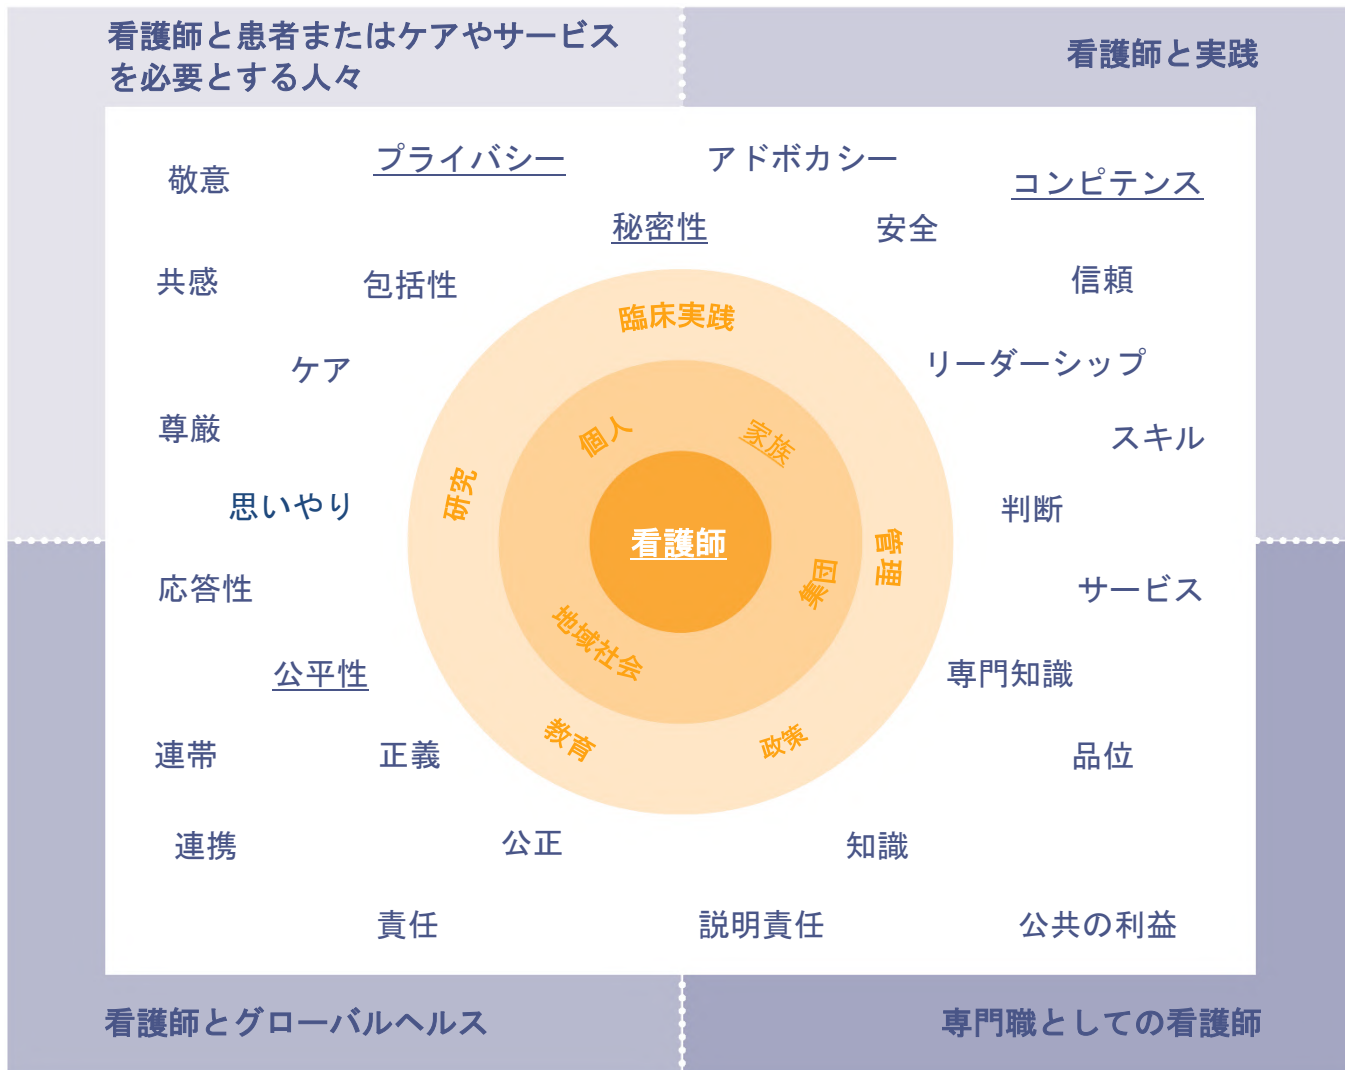 看護師と患者またはケアやサービス
を必要とする人々
看護師と実践
敬意
プライバシー
アドボカシー
コンピテンス
秘密性
安全
共感
包括性
信頼
臨床実践
ケア
リーダーシップ
個人
家族
尊厳
スキル
研究
思いやり
判断
看護師
管理
集団
応答性
サービス
地域社会
公平性
専門知識
教育
政策
連帯
正義
品位
連携
公正
知識
責任
説明責任
公共の利益
看護師とグローバルヘルス
専門職としての看護師